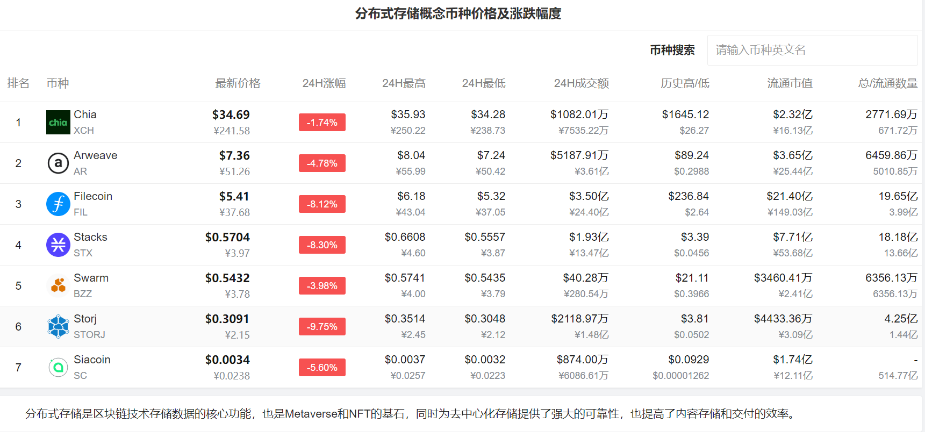 分布式存储概念币种价格及涨跌幅度
币种搜索 请输入币种英义名
排名 币种 最新价格 24H涨幅 24H最高 24H最低 24H成交额 历史高/低 流通市值 总/流通数量
1 chia Chia $34.69 -1.74% $35.93 $34.28 $1082.01万 $1645.12 $2.32亿 2771.69万
XCH ¥241.58 ¥250.22 ¥238.73 ¥7535.22万 $26.27 ¥16.13亿 671.72万
2 a Arweave $7.36 -4.78% $8.04 $7.24 $5187.91万 $89.24 $3.65亿 6459.86万
AR ¥51.26 ¥55.99 ¥50.42 ¥3.61亿 $0.2988 ¥25.44亿 5010.85万
3 Filecoin $5.41 -8.12% $6.18 $5.32 $3.50亿 $236.84 $21.40亿 19.65亿
FIL ¥37.68 ¥43.04 ¥37.05 ¥24.40亿 $2.64 ¥149.03亿 3.99亿
4 Stacks $0.5704 -8.30% $0.6608 $0.5557 $1.93亿 $3.39 $7.71亿 18.18亿
STX ¥3.97 ¥4.60 ¥3.87 ¥13.47亿 $0.0456 ¥53.68亿 13.66亿
5 Swarm $0.5432 -3.98% $0.5741 $0.5435 $40.28万 $21.11 $3460.41万 6356.13万
BZZ ¥3.78 ¥4.00 ¥3.79 ¥280.54万 $0.3966 ¥2.41亿 6356.13万
6 Storj $0.3091 -9.75% $0.3514 $0.3048 $2118.97万 $3.81 $4433.36万 4.25亿
STORJ ¥2.15 ¥2.45 ¥2.12 ¥1.48亿 $0.0502 ¥3.09亿 1.44亿
7 Siacoin $0.0034 -5.60% $0.0037 $0.0032 $874.00万 $0.0929 $1.74亿 -
SC ¥0.0238 ¥0.0257 ¥0.0223 ¥6086.61万 $0.00001262 ¥12.11亿 514.77亿
分布式存储是区块链技术存储数据的核心功能，也是Metaverse和NFT的基石，同时为去中心化存储提供了强大的可靠性，也提高了内容存储和交付的效率。